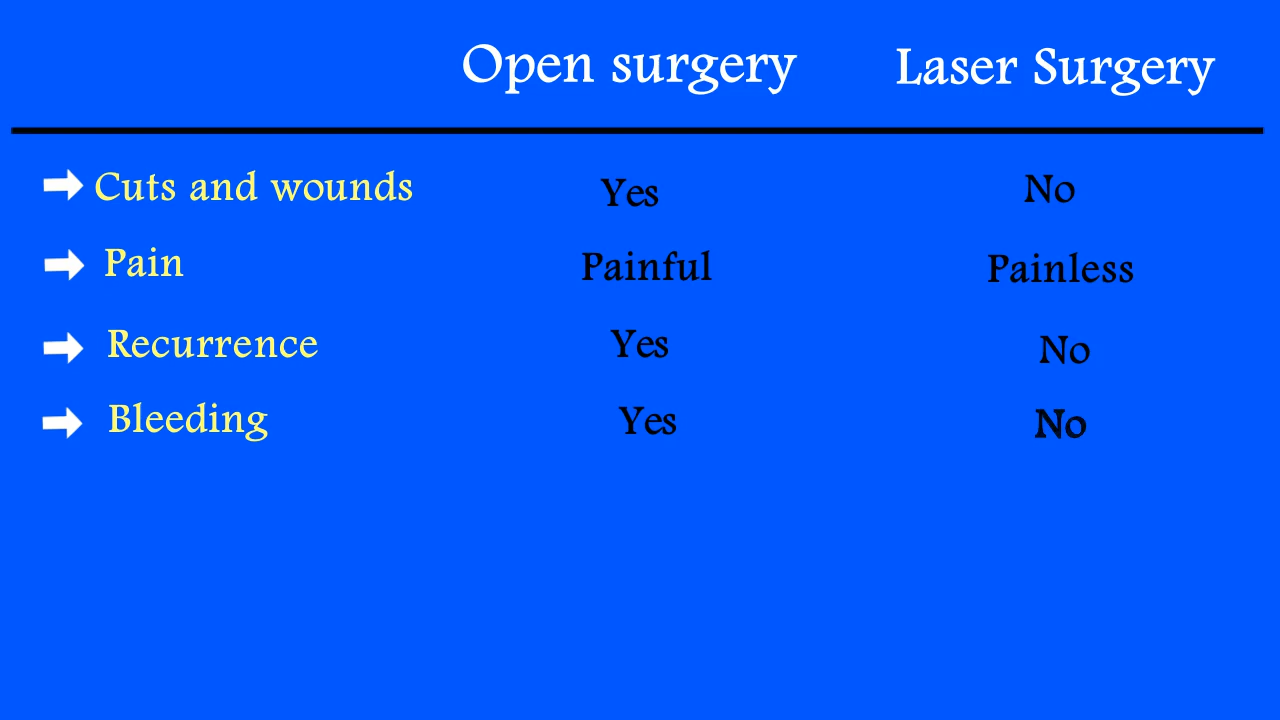 Open surgery Laser Surgery
Cuts and wounds Yes No
Pain Painful Painless
Recurrence Yes No
Bleeding Yes No